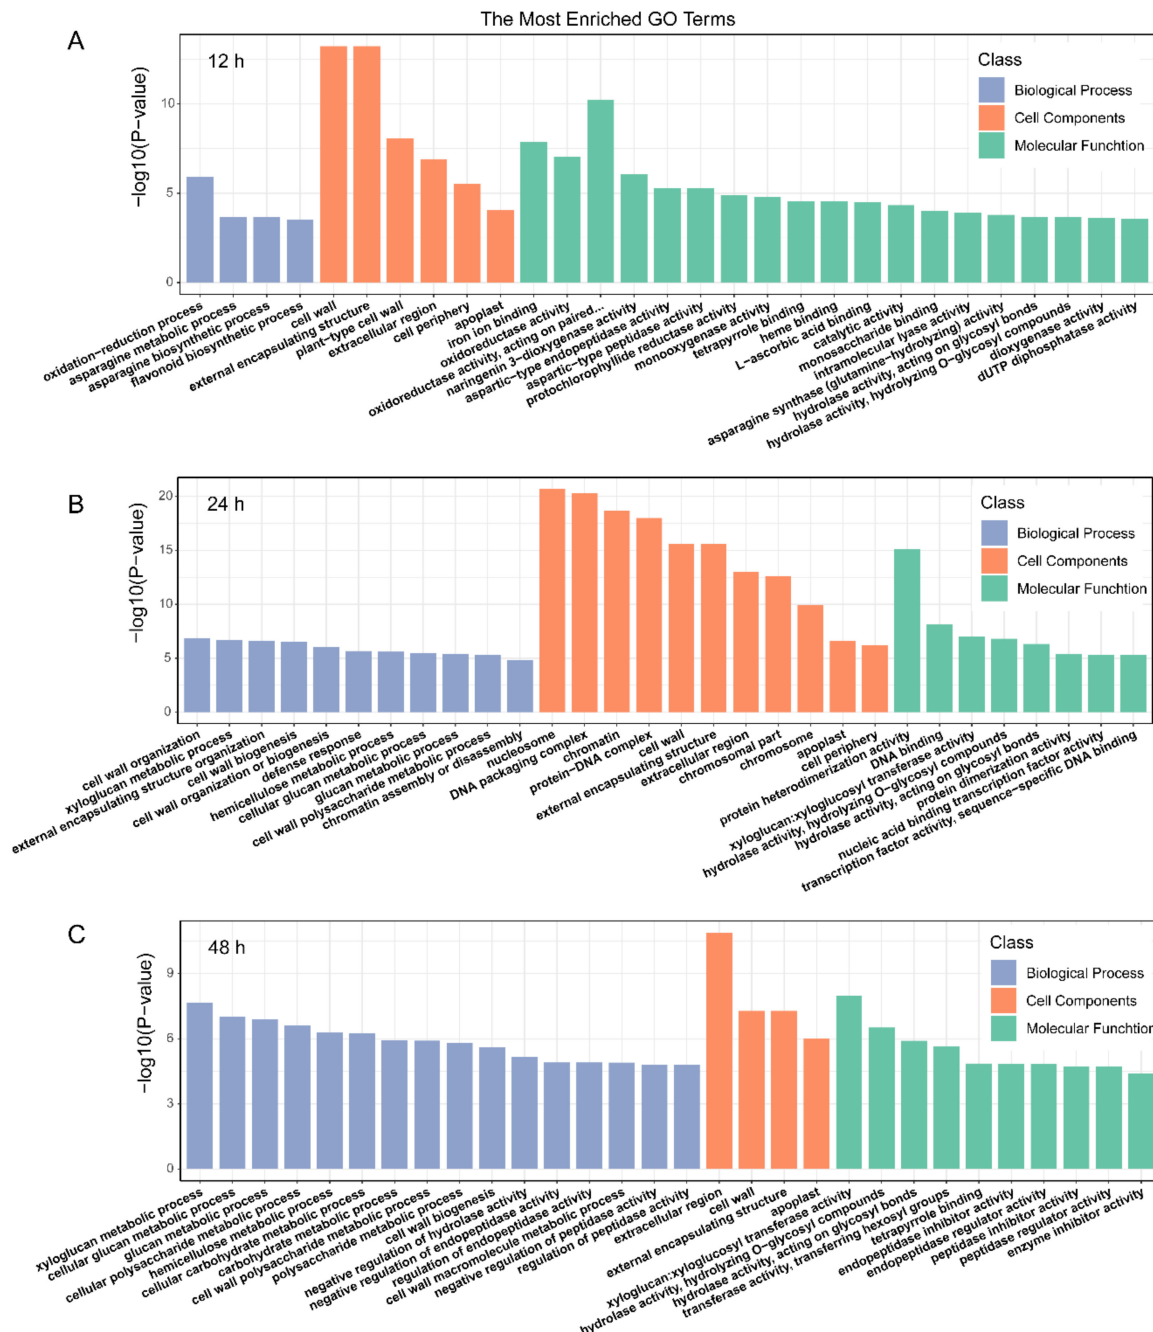 The Most Enriched GO Terms
A
12 h
Class
Biological Process
Cell Components
Molecular Funchtion
−log10(P−value)
10
5
0
oxidation−reduction process
asparagine metabolic process
asparagine biosynthetic process
flavonoid biosynthetic process
cell wall
external encapsulating structure
plant−type cell wall
extracellular region
cell periphery
apoplast
iron ion binding
oxidoreductase activity
oxidoreductase activity, acting on paired...
naringenin 3−dioxygenase activity
aspartic−type endopeptidase activity
aspartic−type peptidase activity
protochlorophyllide reductase activity
monooxygenase activity
tetrapyrrole binding
heme binding
L−ascorbic acid binding
catalytic activity
monosaccharide binding
intramolecular lyase activity
asparagine synthase (glutamine−hydrolyzing) activity
hydrolase activity, acting on glycosyl bonds
hydrolase activity, hydrolyzing O−glycosyl compounds
dioxygenase activity
dUTP diphosphatase activity
B
24 h
Class
Biological Process
Cell Components
Molecular Funchtion
−log10(P−value)
20
15
10
5
0
cell wall organization
xyloglucan metabolic process
external encapsulating structure organization
cell wall biogenesis
cell wall organization or biogenesis
defense response
hemicellulose metabolic process
cellular glucan metabolic process
glucan metabolic process
cell wall polysaccharide metabolic process
chromatin assembly or disassembly
nucleosome
DNA packaging complex
chromatin
protein−DNA complex
cell wall
external encapsulating structure
extracellular region
chromosomal part
chromosome
apoplast
cell periphery
protein heterodimerization activity
DNA binding
xyloglucan:xyloglucosyl transferase activity
hydrolase activity, hydrolyzing O−glycosyl compounds
hydrolase activity, acting on glycosyl bonds
protein dimerization activity
nucleic acid binding transcription factor activity
transcription factor activity, sequence−specific DNA binding
C
48 h
Class
Biological Process
Cell Components
Molecular Funchtion
−log10(P−value)
9
6
3
0
xyloglucan metabolic process
cellular glucan metabolic process
glucan metabolic process
cellular polysaccharide metabolic process
hemicellulose metabolic process
cellular carbohydrate metabolic process
carbohydrate metabolic process
cell wall polysaccharide metabolic process
polysaccharide metabolic process
cell wall biogenesis
negative regulation of hydrolase activity
negative regulation of endopeptidase activity
regulation of endopeptidase activity
cell wall macromolecule metabolic process
negative regulation of peptidase activity
regulation of peptidase activity
extracellular region
cell wall
external encapsulating structure
apoplast
xyloglucan:xyloglucosyl transferase activity
hydrolase activity, hydrolyzing O−glycosyl compounds
hydrolase activity, acting on glycosyl bonds
transferase activity, transferring hexosyl groups
tetrapyrrole binding
endopeptidase inhibitor activity
endopeptidase regulator activity
peptidase inhibitor activity
peptidase regulator activity
enzyme inhibitor activity